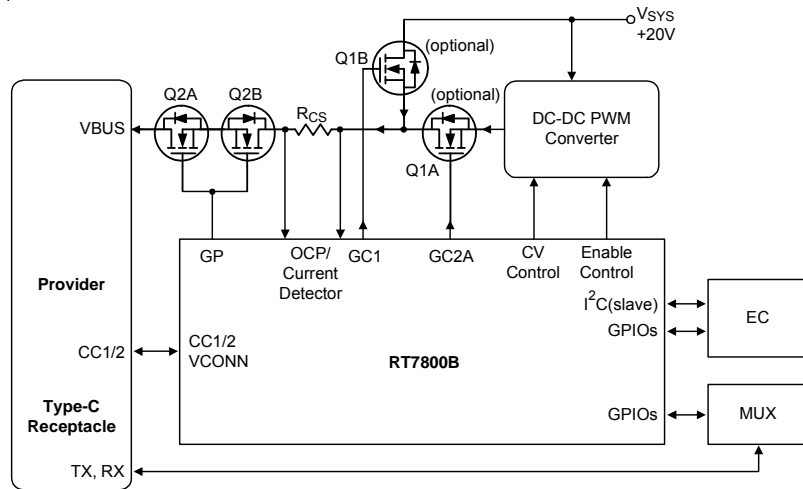 VSYS
+20V
Q1B
(optional)
Q2A
Q2B
RCS
(optional)
VBUS
Q1A
DC-DC PWM
Converter
GP
OCP/
Current
Detector
GC1
GC2A
CV
Control
Enable
Control
Provider
I²C(slave)
GPIOs
EC
CC1/2
CC1/2
VCONN
RT7800B
Type-C
Receptacle
GPIOs
MUX
TX, RX